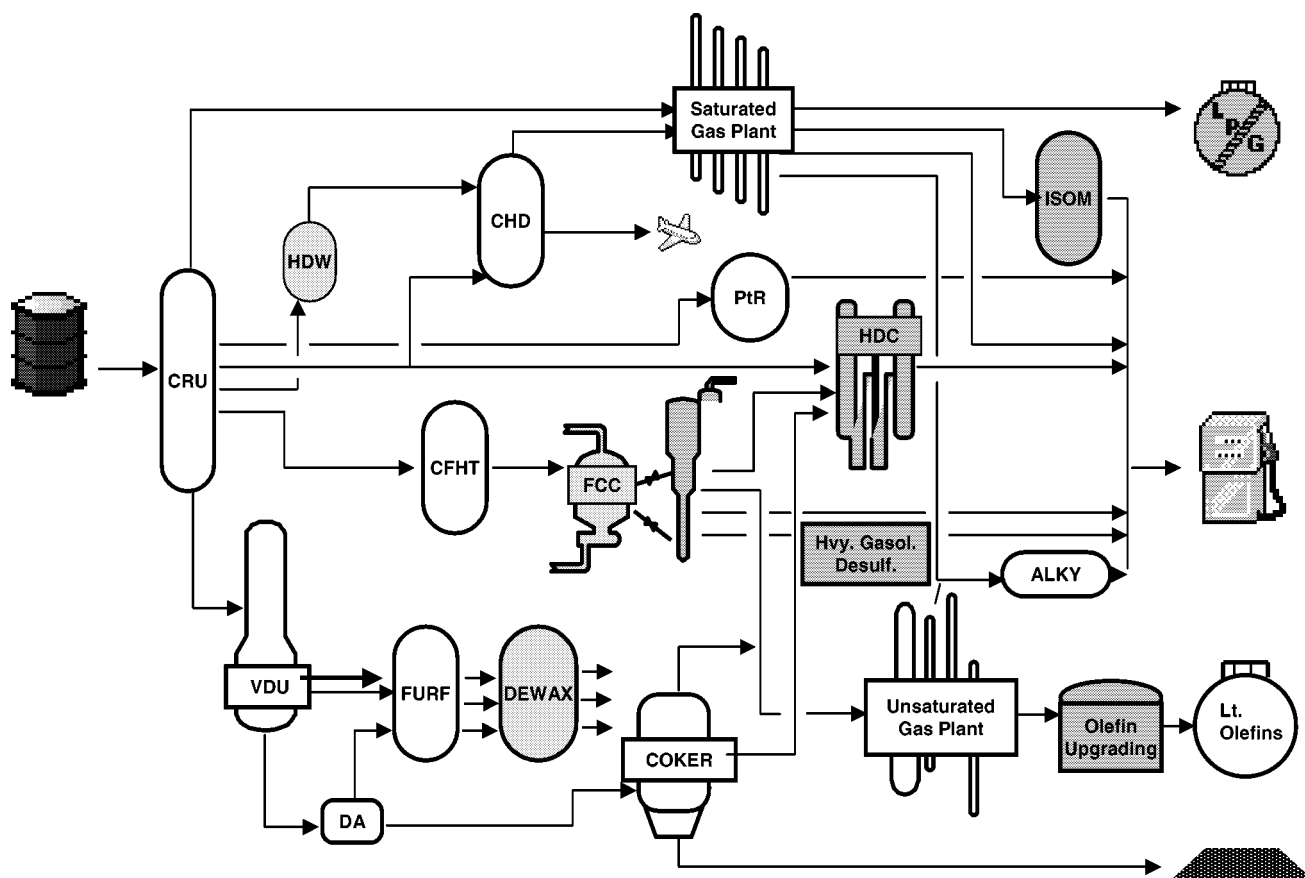 Saturated
Gas Plant
L
P
G
ISOM
CHD
HDW
PtR
HDC
CRU
CFHT
FCC
Hvy. Gasol.
Desulf.
ALKY
VDU
FURF
DEWAX
Unsaturated
Gas Plant
Olefin
Upgrading
Lt.
Olefins
COKER
DA